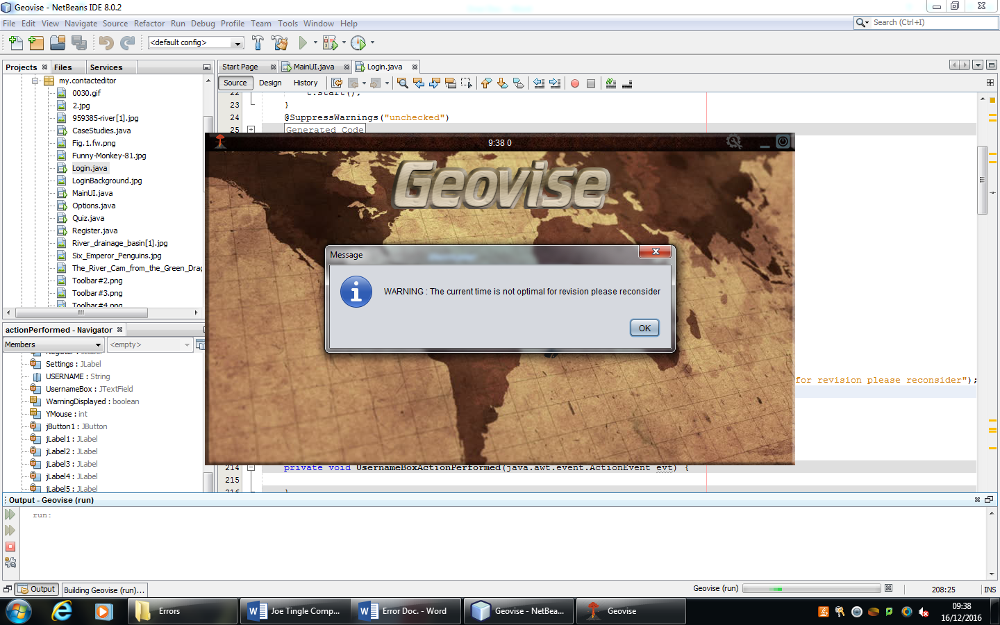 Geovise - NetBeans IDE 8.0.2
File Edit View Navigate Source Refactor Run Debug Profile Team Tools Window Help
Search (Ctrl+I)
<default config>
Projects Files Services
Start Page MainUI.java Login.java
Source Design History
my.contacteditor
0030.gif
2.jpg
959385-river[1].jpg
CaseStudies.java
Fig.1.fw.png
Funny-Monkey-81.jpg
Login.java
LoginBackground.jpg
MainUI.java
Options.java
Quiz.java
Register.java
River_drainage_basin[1].jpg
Six_Emperor_Penguins.jpg
The_River_Cam_from_the_Green_Drag
Toolbar#2.png
Toolbar#3.png
Toolbar#4.png
22 t.start();
23 }
24 @SuppressWarnings("unchecked")
25 Generated Code
9:38 0
Geovise
Message
WARNING : The current time is not optimal for revision please reconsider
OK
for revision please reconsider");
214 private void UsernameBoxActionPerformed(java.awt.event.ActionEvent evt) {
215
216 }
actionPerformed - Navigator
Members <empty>
Register : JLabel
Settings : JLabel
USERNAME : String
UsernameBox : JTextField
WarningDisplayed : boolean
YMouse : int
jButton1 : JButton
jLabel1 : JLabel
jLabel2 : JLabel
jLabel3 : JLabel
jLabel4 : JLabel
jLabel5 : JLabel
Output - Geovise (run)
run:
Output Building Geovise (run)...
Geovise (run)
208:25 INS
Errors
Joe Tingle Comp...
Error Doc. - Word
Geovise - NetBea...
Geovise
09:38
16/12/2016